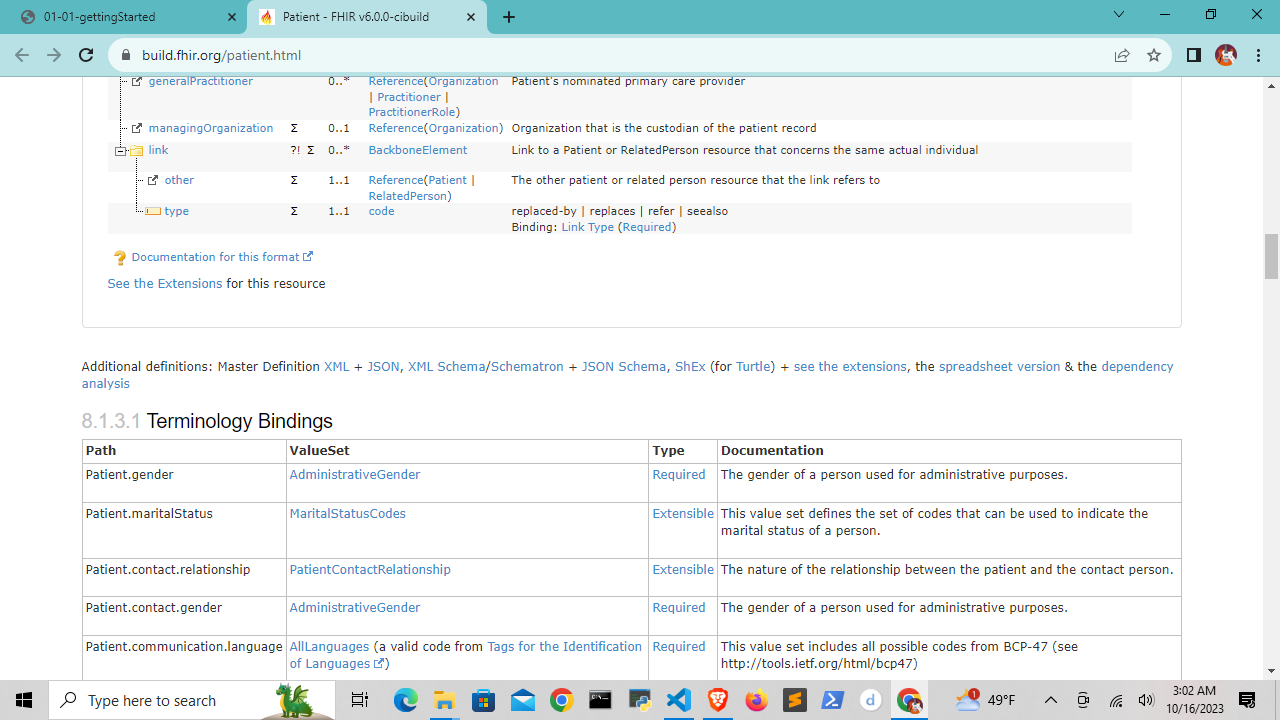 01-01-gettingStarted
Patient - FHIR v6.0.0-cibuild
build.fhir.org/patient.html
generalPractitioner 0..* Reference(Organization Patient's nominated primary care provider
| Practitioner |
PractitionerRole)
managingOrganization Σ 0..1 Reference(Organization) Organization that is the custodian of the patient record
link ?! Σ 0..* BackboneElement Link to a Patient or RelatedPerson resource that concerns the same actual individual
other Σ 1..1 Reference(Patient | The other patient or related person resource that the link refers to
RelatedPerson)
type Σ 1..1 code replaced-by | replaces | refer | seealso
Binding: Link Type (Required)
Documentation for this format
See the Extensions for this resource
Additional definitions: Master Definition XML + JSON, XML Schema/Schematron + JSON Schema, ShEx (for Turtle) + see the extensions, the spreadsheet version & the dependency
analysis
8.1.3.1 Terminology Bindings
Path ValueSet Type Documentation
Patient.gender AdministrativeGender Required The gender of a person used for administrative purposes.
Patient.maritalStatus MaritalStatusCodes Extensible This value set defines the set of codes that can be used to indicate the
marital status of a person.
Patient.contact.relationship PatientContactRelationship Extensible The nature of the relationship between the patient and the contact person.
Patient.contact.gender AdministrativeGender Required The gender of a person used for administrative purposes.
Patient.communication.language AllLanguages (a valid code from Tags for the Identification Required This value set includes all possible codes from BCP-47 (see
of Languages) http://tools.ietf.org/html/bcp47)
Type here to search
1
49°F
3:02 AM
10/16/2023